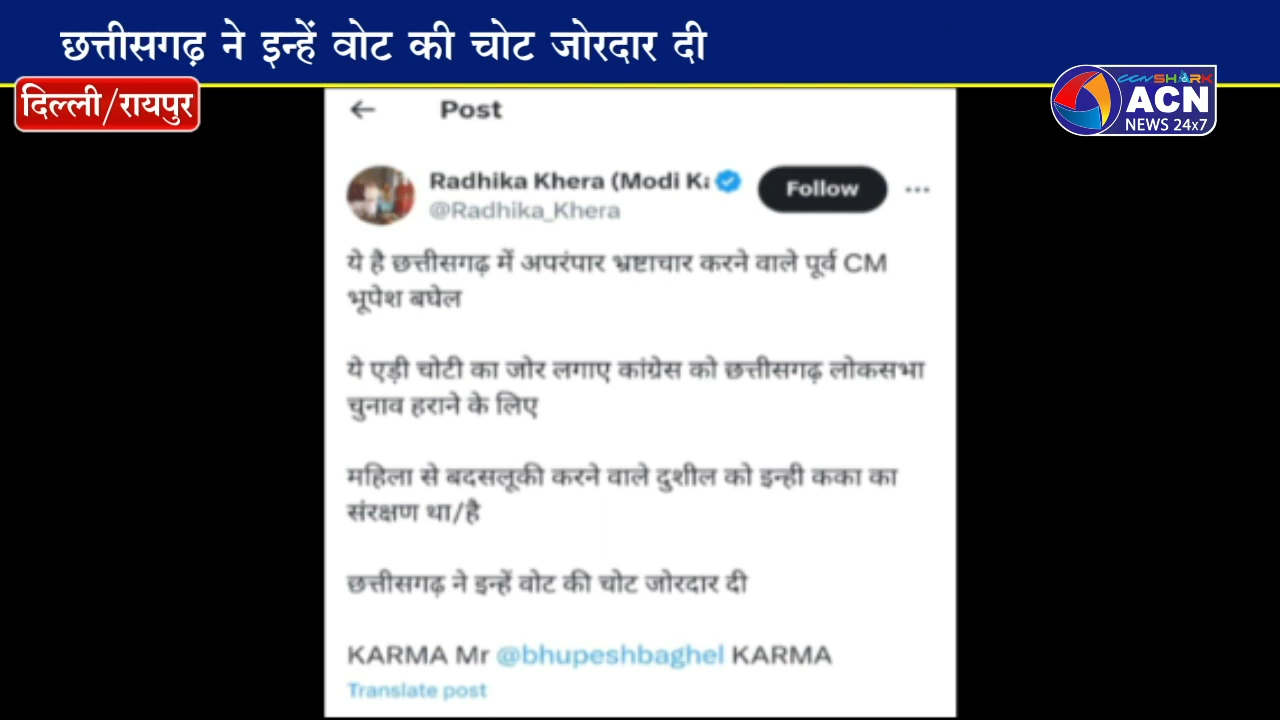 छत्तीसगढ़ ने इन्हें वोट की चोट जोरदार दी
दिल्ली/रायपुर
CCN SHARK
ACN
NEWS 24x7
Post
Radhika Khera (Modi Ka
Follow
@Radhika_Khera
ये है छत्तीसगढ़ में अपरंपार भ्रष्टाचार करने वाले पूर्व CM
भूपेश बघेल
ये एड़ी चोटी का जोर लगाए कांग्रेस को छत्तीसगढ़ लोकसभा
चुनाव हराने के लिए
महिला से बदसलूकी करने वाले दुशील को इन्ही कका का
संरक्षण था/है
छत्तीसगढ़ ने इन्हें वोट की चोट जोरदार दी
KARMA Mr @bhupeshbaghel KARMA
Translate post